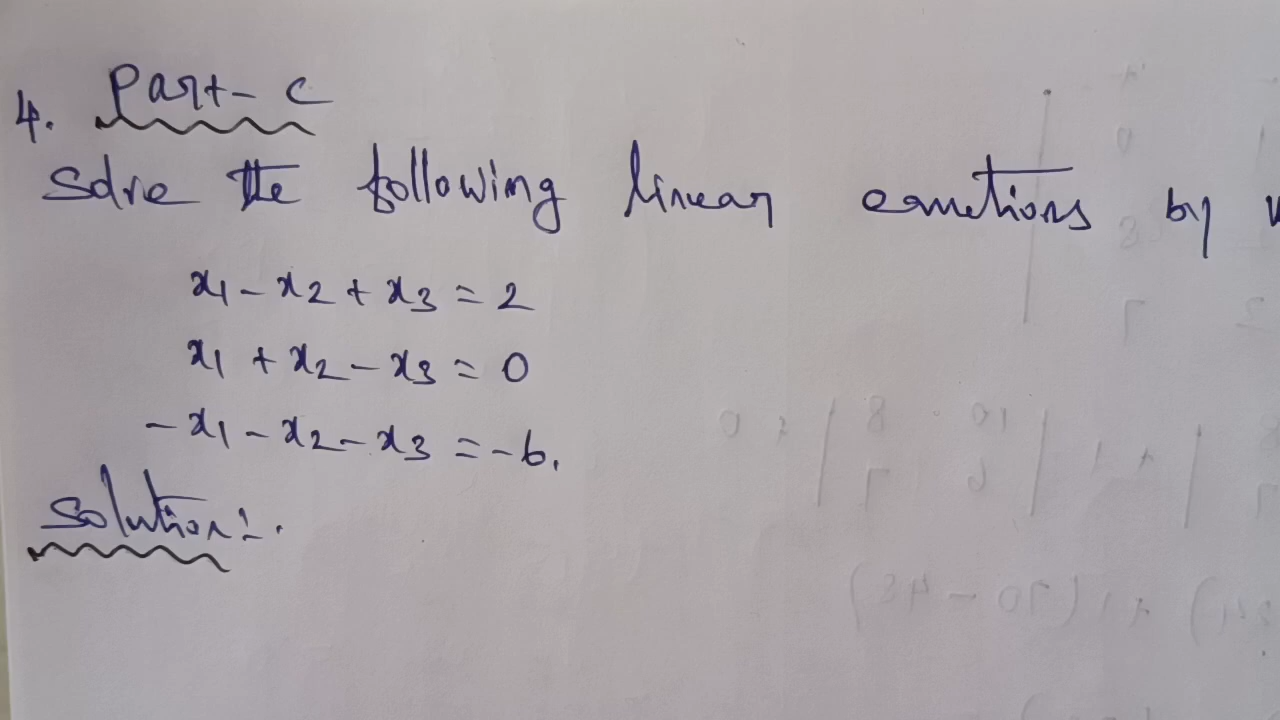 4. Part - C
Solve the following linear equations by
x1 - x2 + x3 = 2
x1 + x2 - x3 = 0
- x1 - x2 - x3 = -6.
Solution:.